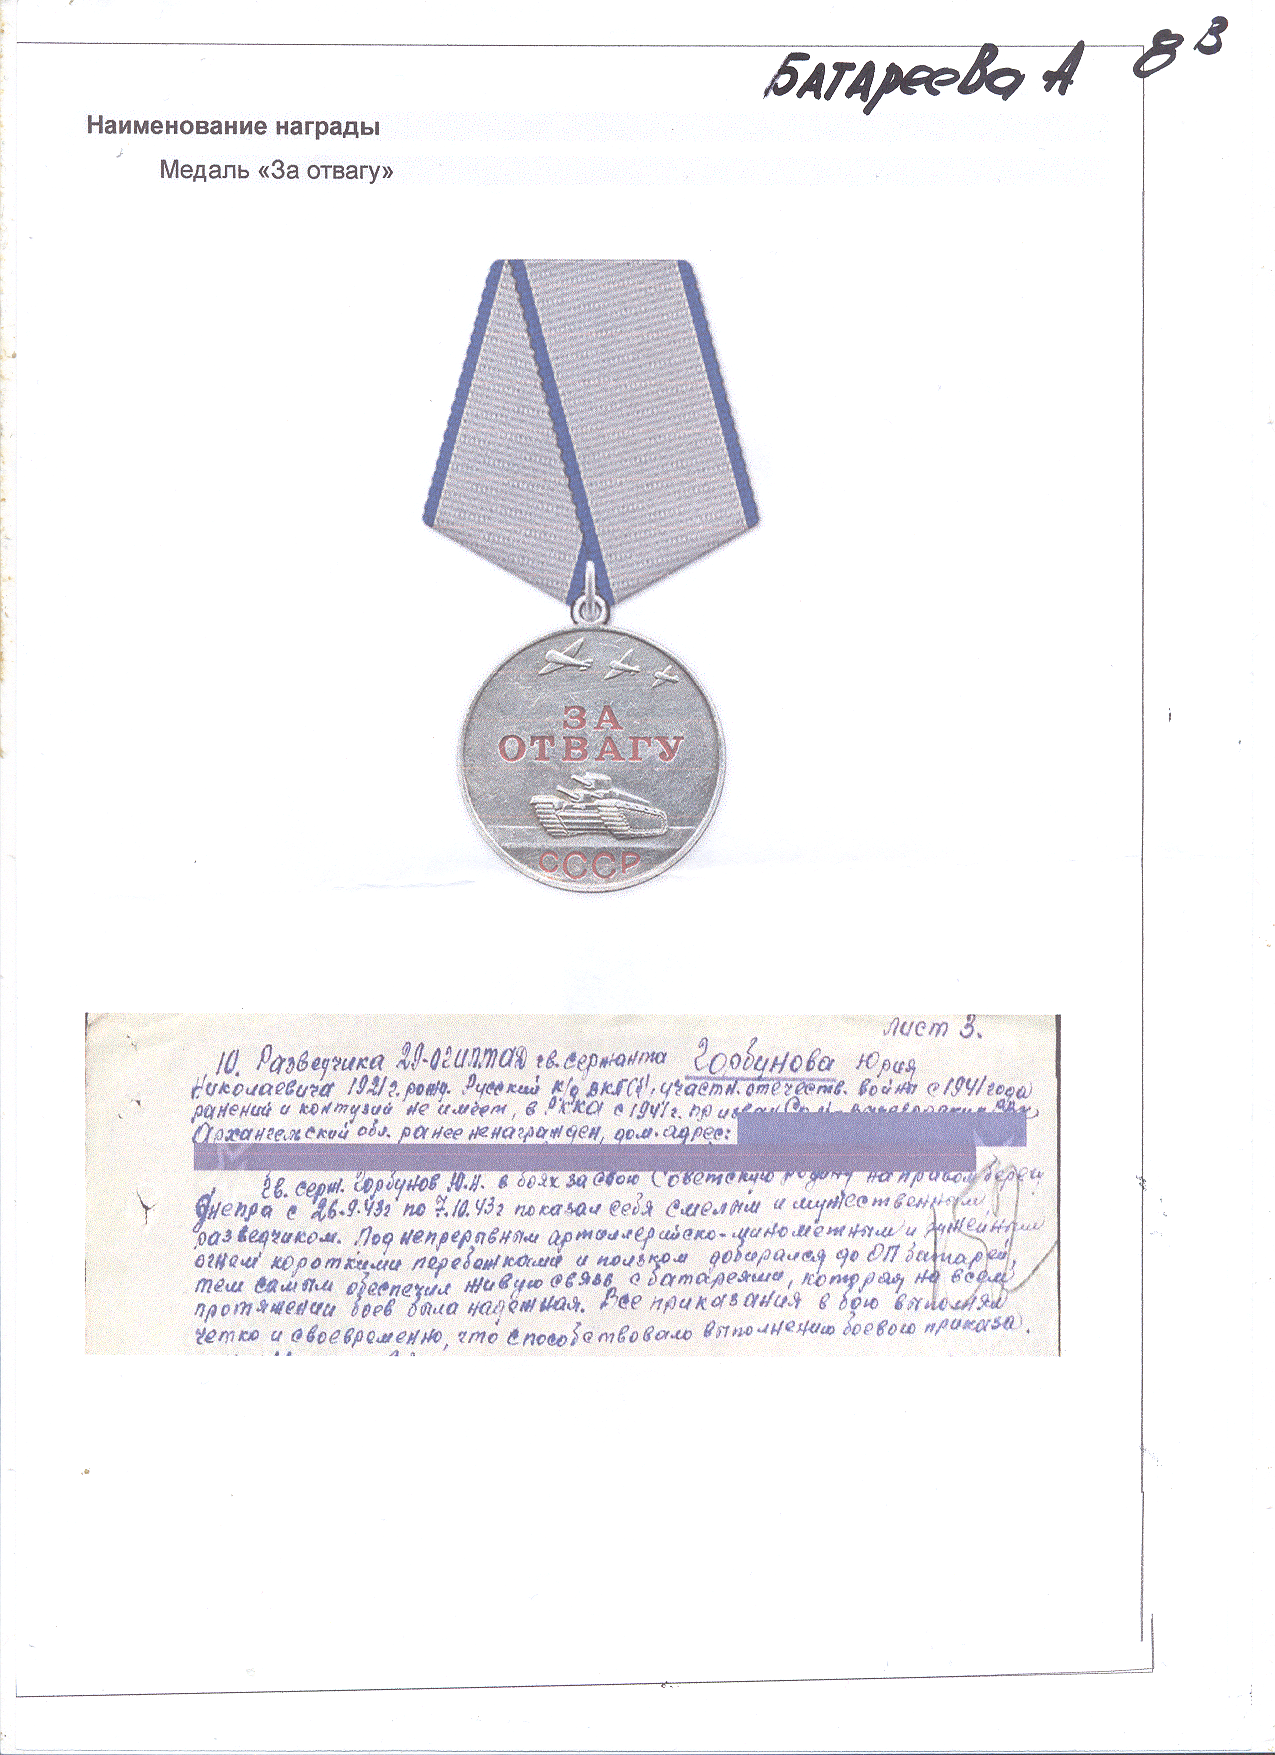 БАТАРЕЕВА А 8 В
Наименование награды
Медаль «За отвагу»
ЗА
ОТВАГУ
СССР
лист 3.
10. Разведчика 29-огиптад гв. сержанта Горбунова Юрия
Николаевича 1921 г. рожд. Русский к/о ВКП(б), участн. отечеств. войны с 1941 года
ранений и контузий не имеет, в РККА с 1941 г. призван
Архангельской обл. ранее ненагражден, дом. адрес:
Гв. серж. Горбунов Ю.Н. в боях за свою Советскую родину на правом берегу
Днепра с 26.9.43г по 7.10.43г показал себя смелым и мужественным
разведчиком. Под непрерывным артиллерийско-минометным и ружейным
огнем короткими перебежками и ползком добирался до ОП батарей,
тем самым обеспечил живую связь с батареями, которая на всем
протяжении боев была надежная. Все приказания в бою выполнял
четко и своевременно, что способствовало выполнению боевого приказа.